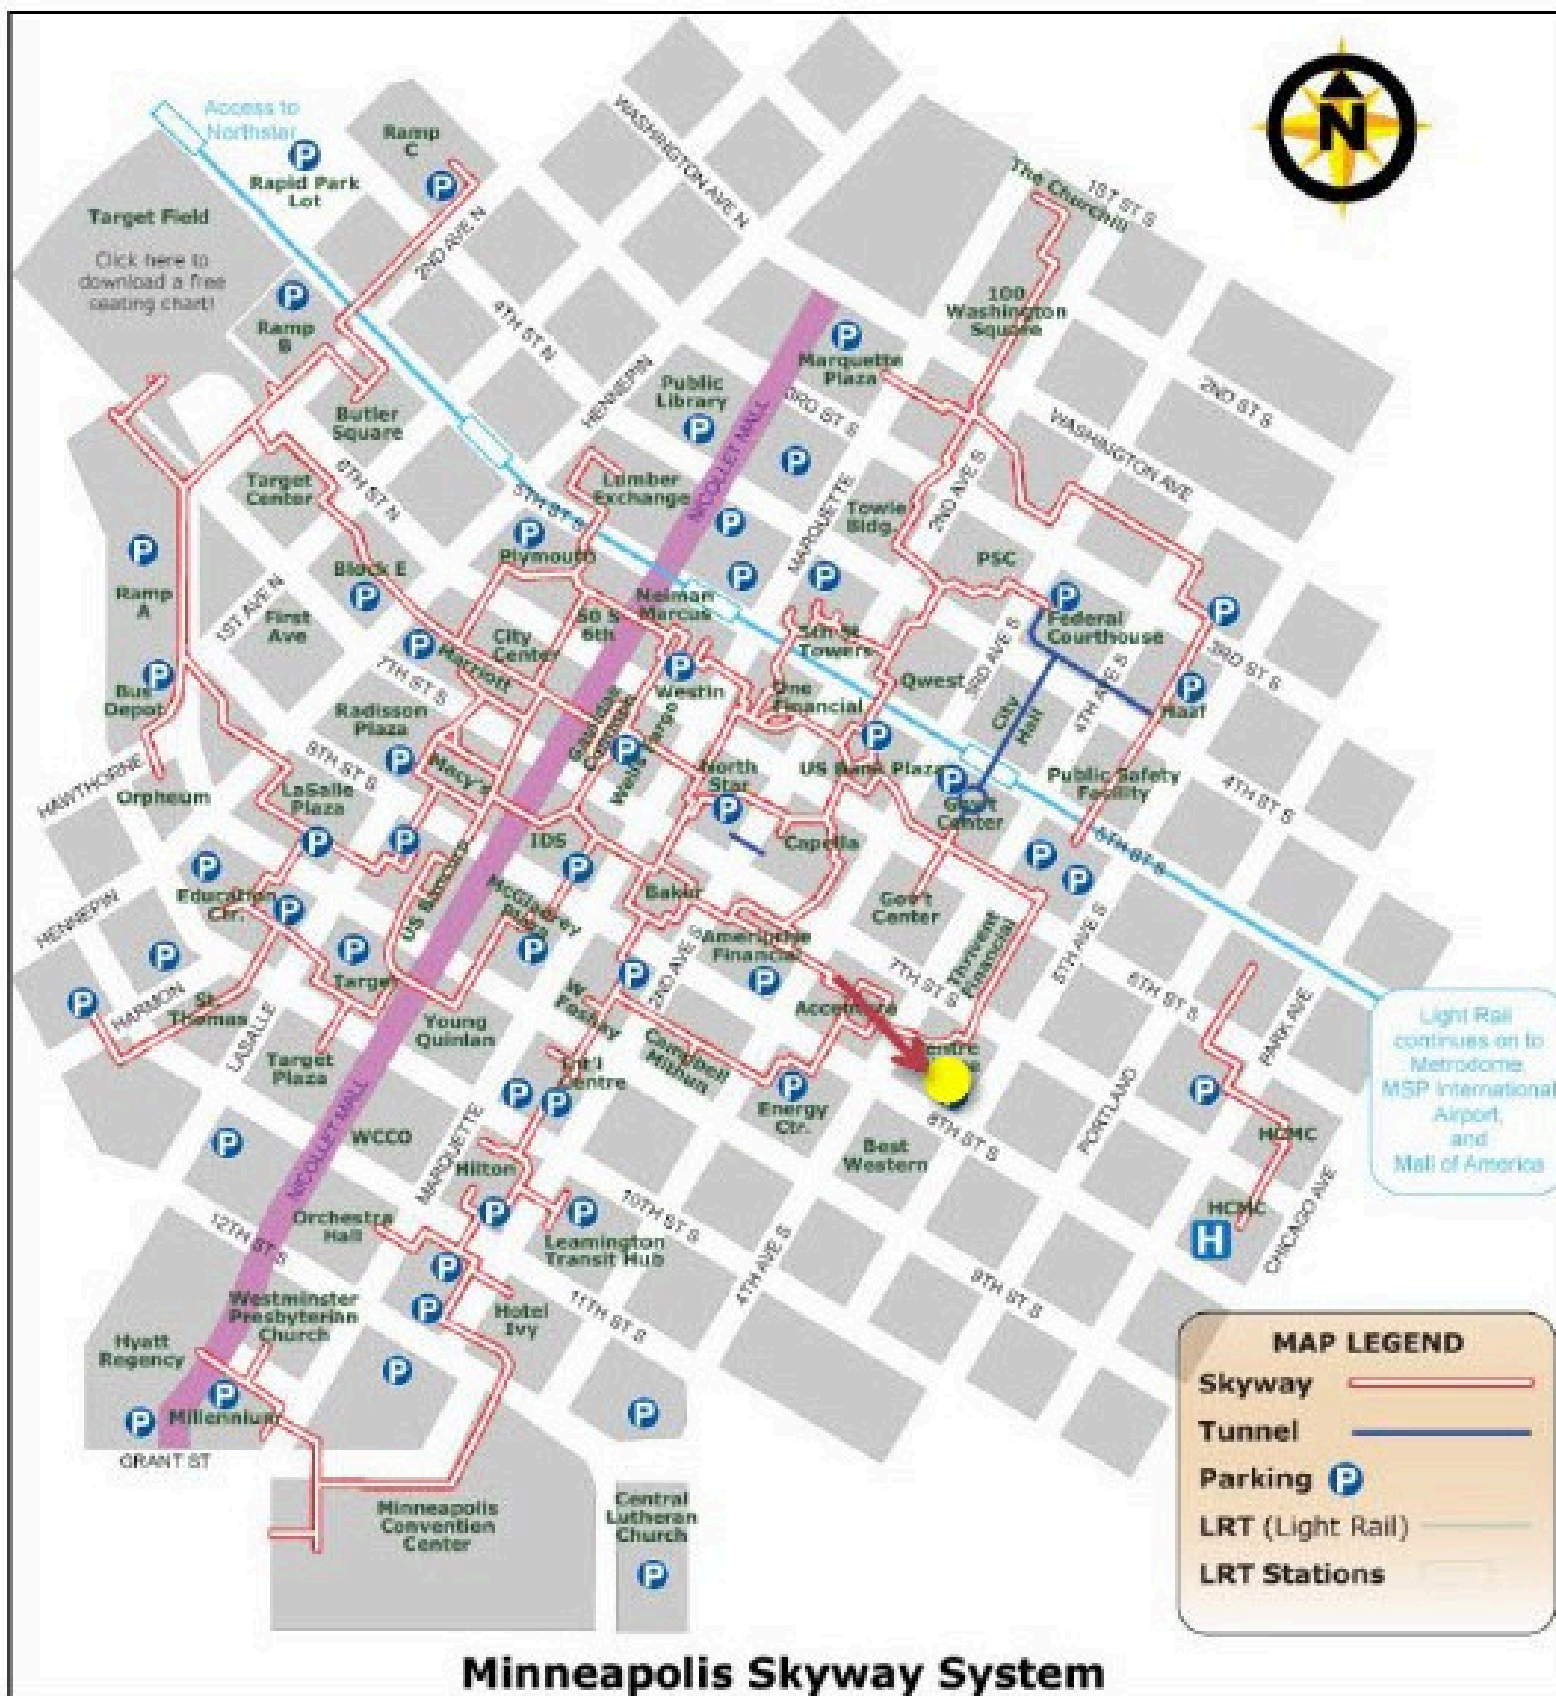 Access to
Northstar
Rapid Park
Lot
Ramp
C
Target Field
Click here to
download a free
seating chart!
Ramp
B
2ND AVE N
WASHINGTON AVE N
4TH ST N
HENNEPIN
The Churchill
1ST ST S
N
100
Washington
Square
Marquette
Plaza
Public
Library
3RD ST S
NICOLLET MALL
2ND ST S
WASHINGTON AVE
Butler
Square
Target
Center
6TH ST N
5TH ST S
Lumber
Exchange
MARQUETTE
Towle
Bldg.
2ND AVE S
PSC
Plymouth
Block E
Ramp
A
1ST AVE N
First
Ave
Neiman
Marcus
50 S
6th
5th St
Towers
Federal
Courthouse
3RD AVE S
3RD ST S
City
Center
Marriott
7TH ST S
Westin
One
Financial
Qwest
City
Hall
4TH AVE S
Haaf
Bus
Depot
Radisson
Plaza
Gaviidae
Common
Wells Fargo
8TH ST S
Macy's
North
Star
US Bank Plaza
Gov't
Center
Public Safety
Facility
4TH ST S
HAWTHORNE
Orpheum
LaSalle
Plaza
IDS
Capella
5TH ST S
Education
Ctr.
US Bancorp
McGladrey
Plaza
Baker
Gov't
Center
HENNEPIN
Ameriprise
Financial
2ND AVE S
7TH ST S
Thrivent
Financial
5TH AVE S
6TH ST S
Target
HARMON
St.
Thomas
LASALLE
Target
Plaza
Young
Quinlan
W
Foshay
Campbell
Mithun
Accenture
PARK AVE
Light Rail
continues on to
Metrodome,
MSP International
Airport,
and
Mall of America
Int'l
Centre
Energy
Ctr.
8TH ST S
PORTLAND
Best
Western
WCCO
MARQUETTE
NICOLLET MALL
Hilton
HCMC
HCMC
H
CHICAGO AVE
Orchestra
Hall
12TH ST S
10TH ST S
Leamington
Transit Hub
4TH AVE S
9TH ST S
11TH ST S
Westminster
Presbyterian
Church
Hotel
Ivy
Hyatt
Regency
Millennium
GRANT ST
Minneapolis
Convention
Center
Central
Lutheran
Church
MAP LEGEND
Skyway
Tunnel
Parking P
LRT (Light Rail)
LRT Stations
Minneapolis Skyway System